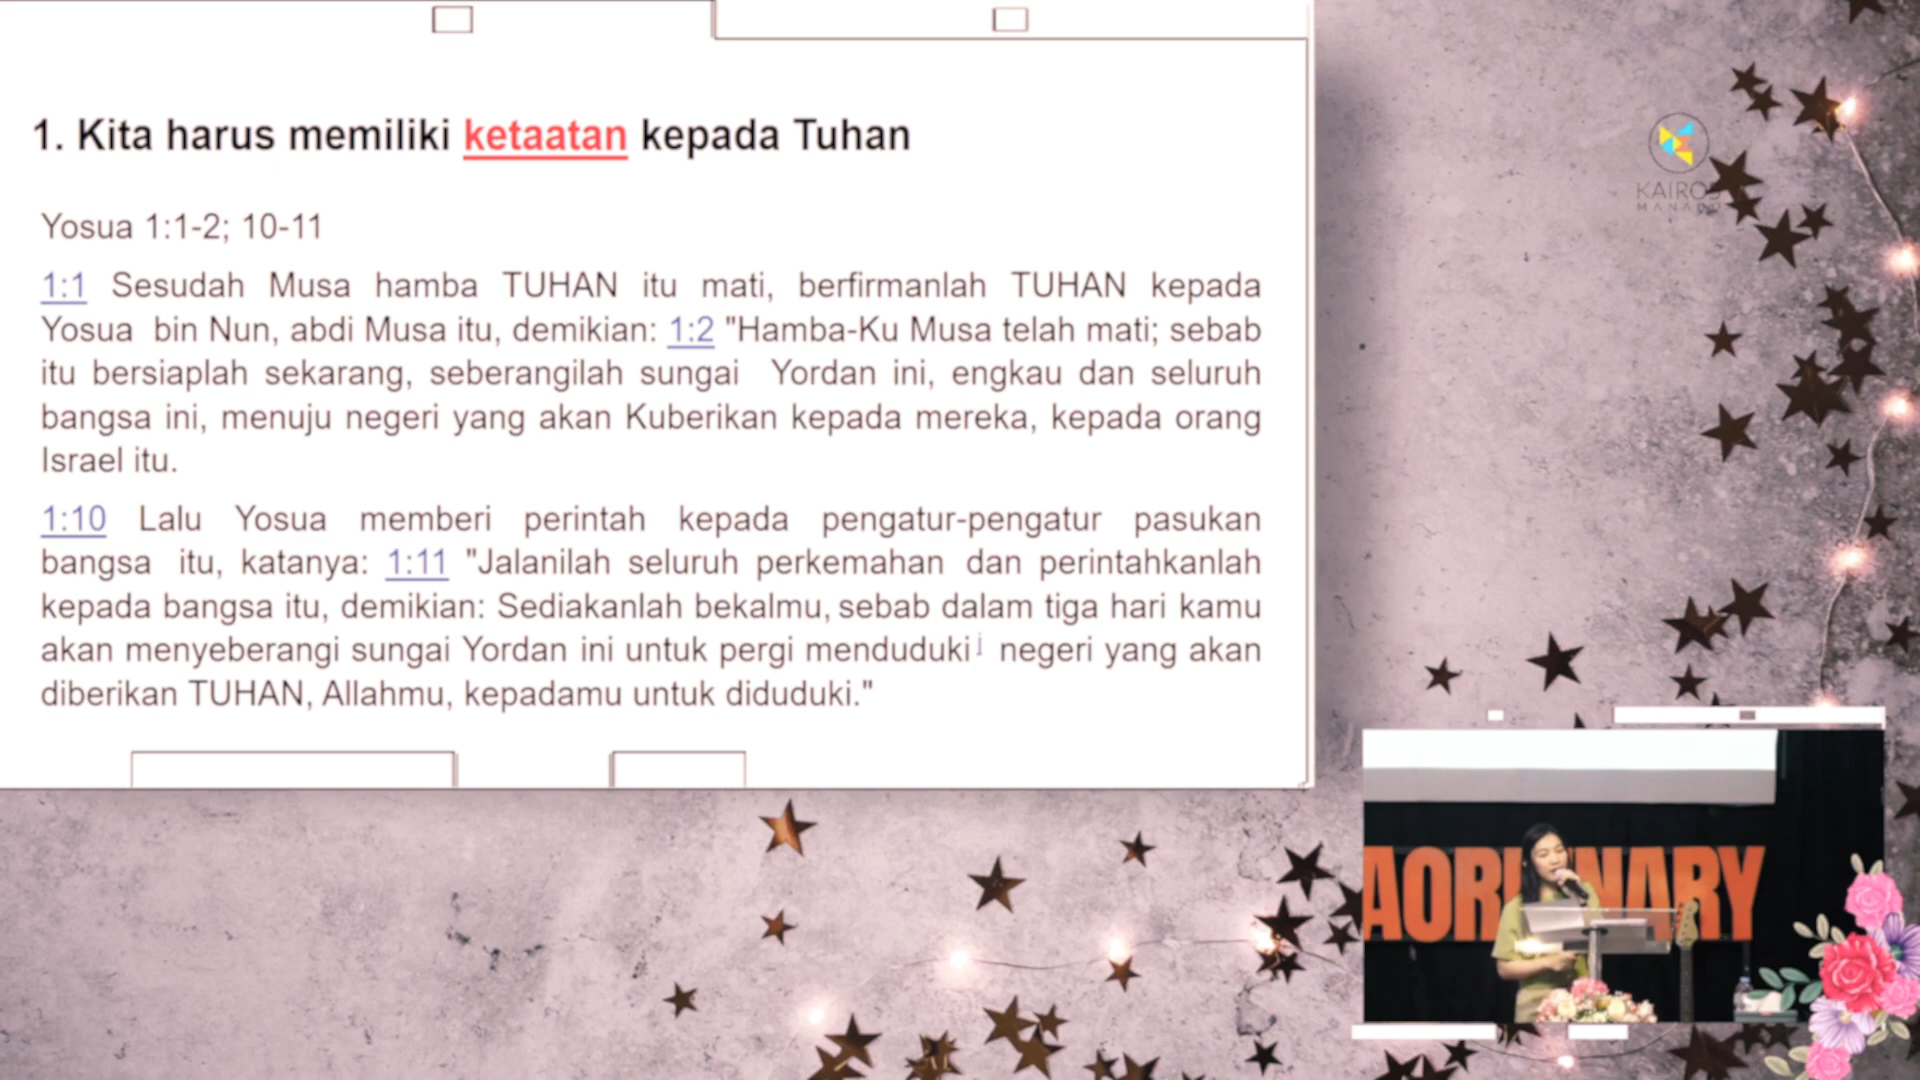 1. Kita harus memiliki ketaatan kepada Tuhan
Yosua 1:1-2; 10-11
1:1 Sesudah Musa hamba TUHAN itu mati, berfirmanlah TUHAN kepada
Yosua bin Nun, abdi Musa itu, demikian: 1:2 "Hamba-Ku Musa telah mati; sebab
itu bersiaplah sekarang, seberangilah sungai Yordan ini, engkau dan seluruh
bangsa ini, menuju negeri yang akan Kuberikan kepada mereka, kepada orang
Israel itu.
1:10 Lalu Yosua memberi perintah kepada pengatur-pengatur pasukan
bangsa itu, katanya: 1:11 "Jalanilah seluruh perkemahan dan perintahkanlah
kepada bangsa itu, demikian: Sediakanlah bekalmu, sebab dalam tiga hari kamu
akan menyeberangi sungai Yordan ini untuk pergi menduduki j negeri yang akan
diberikan TUHAN, Allahmu, kepadamu untuk diduduki."
KAIROS